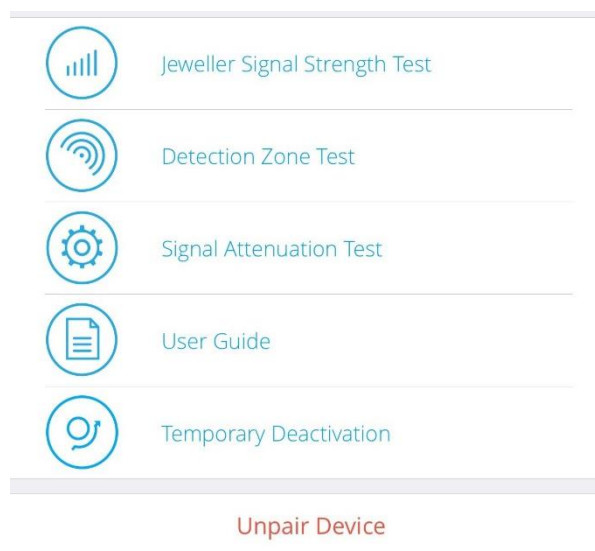 Jeweller Signal Strength Test
Detection Zone Test
Signal Attenuation Test
User Guide
Temporary Deactivation
Unpair Device